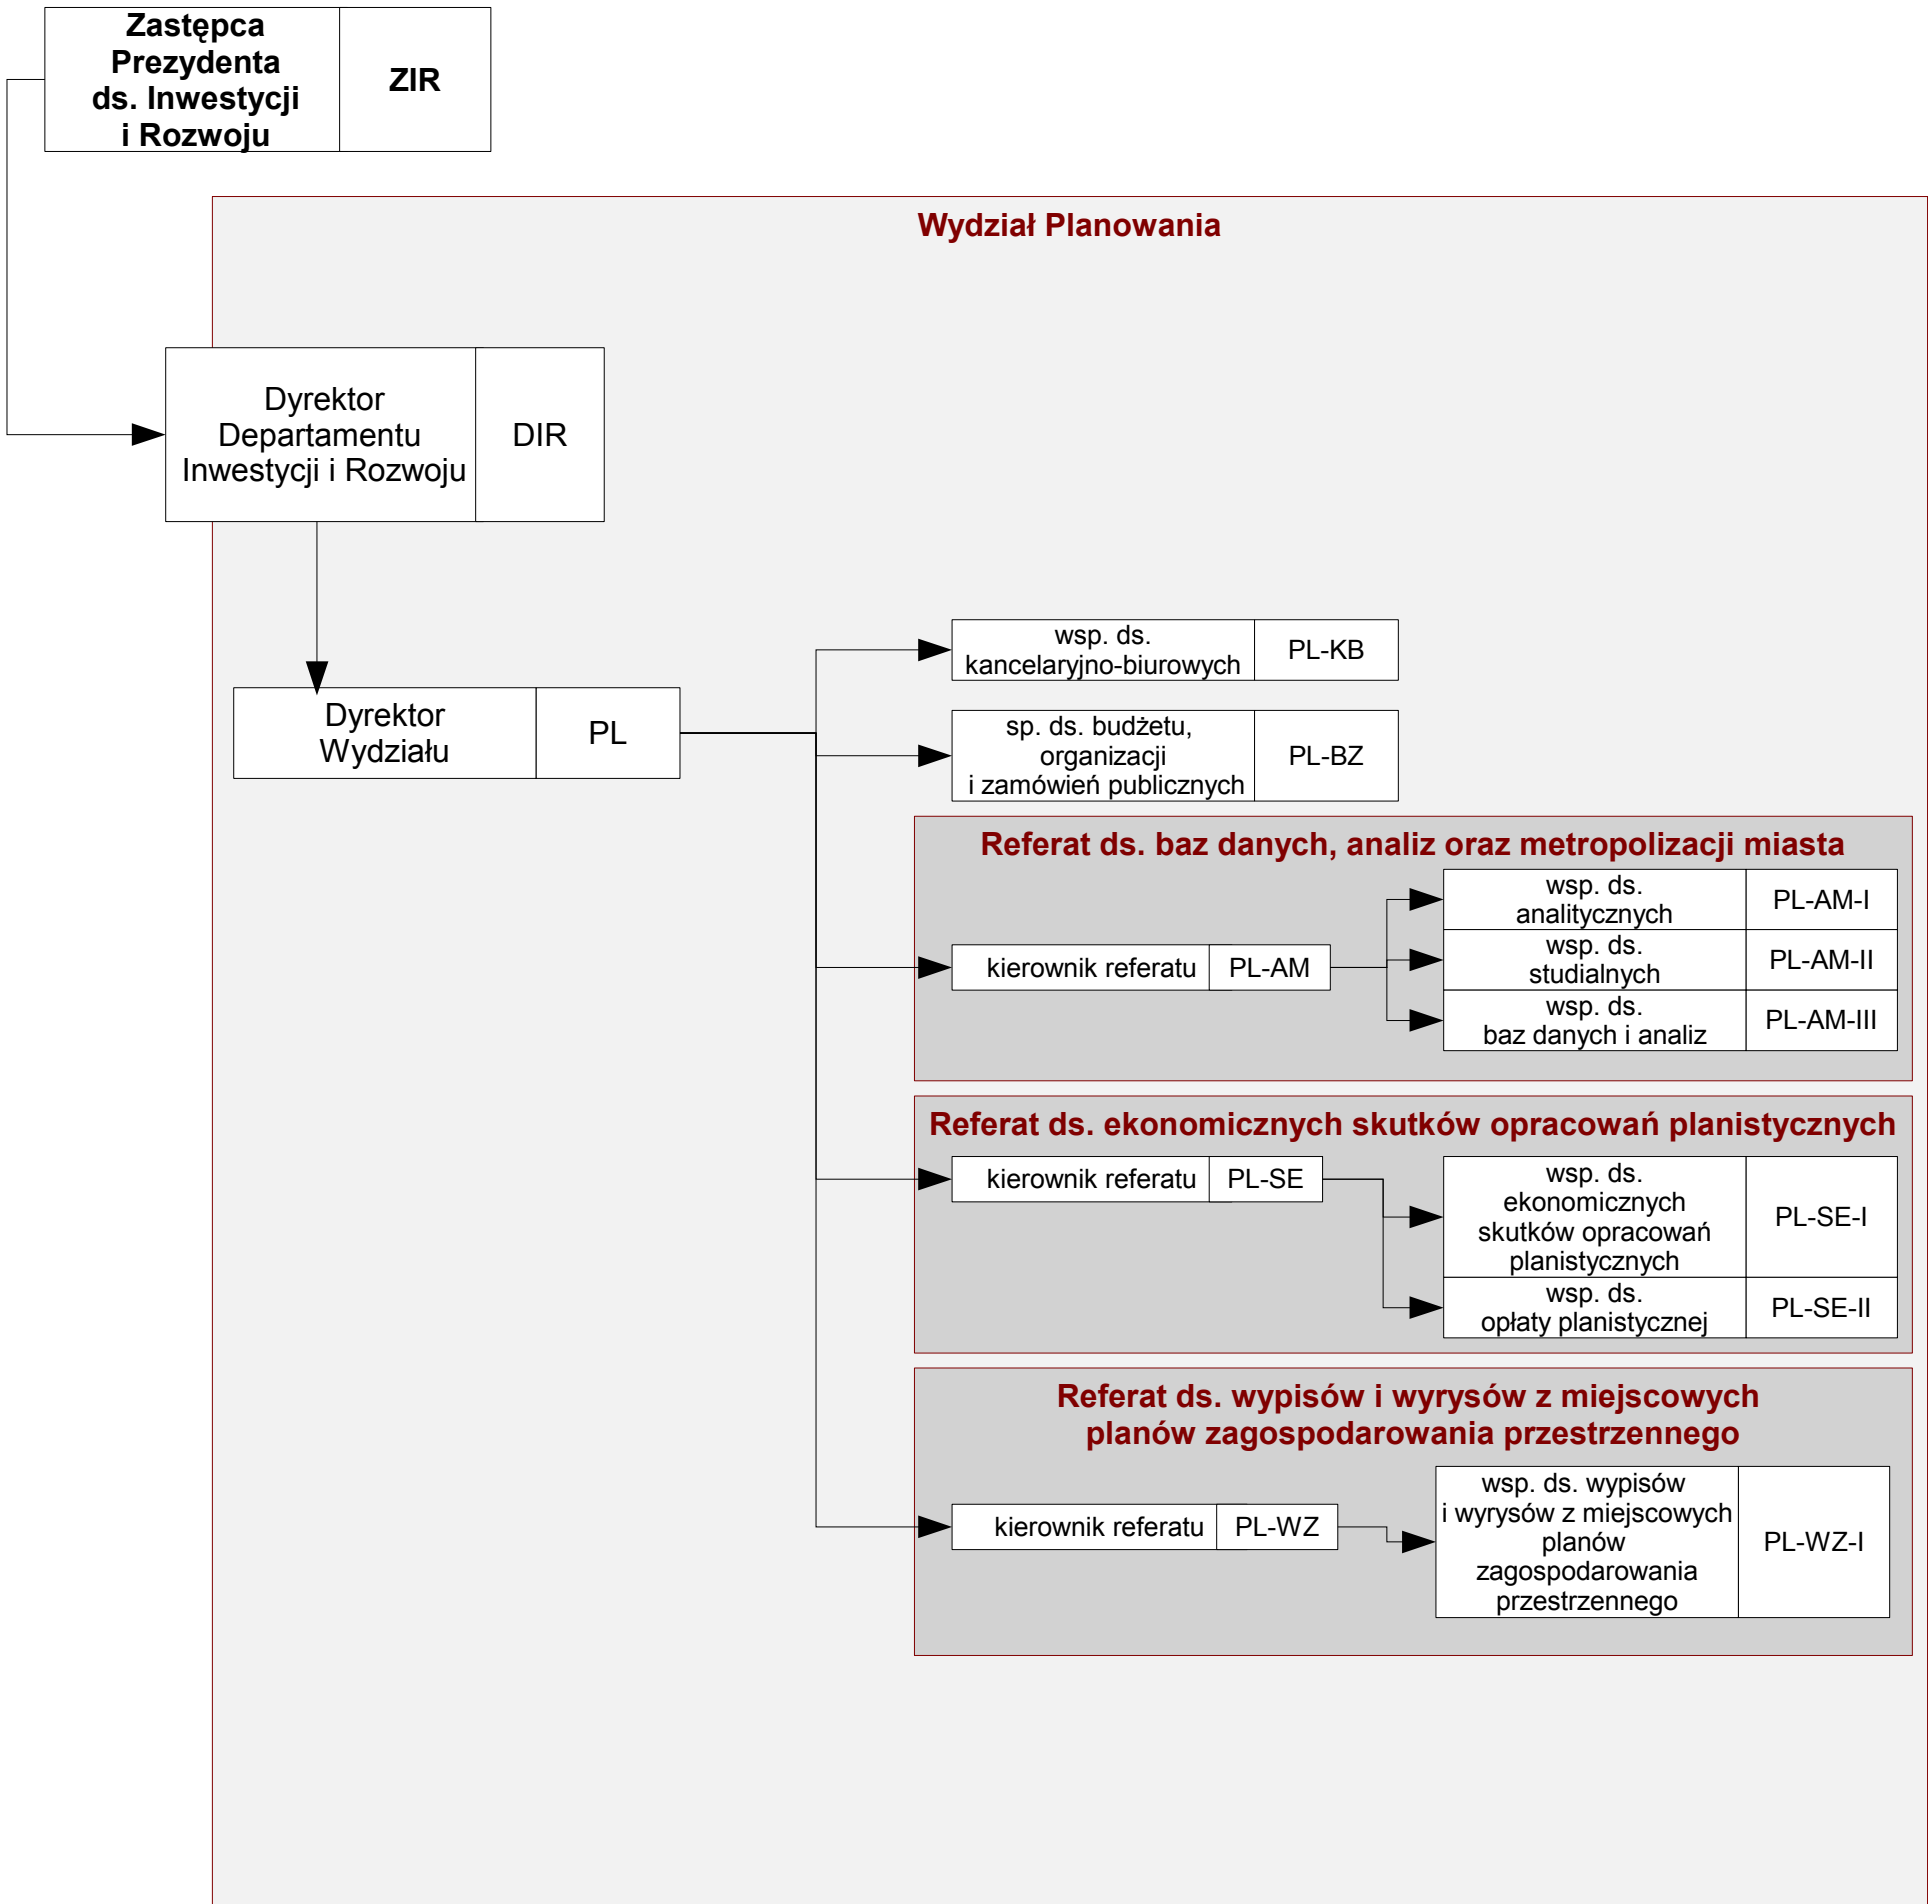 Zastępca
Prezydenta
ds. Inwestycji
i Rozwoju
ZIR
Wydział Planowania
Dyrektor
Departamentu
Inwestycji i Rozwoju
DIR
Dyrektor
Wydziału
PL
wsp. ds.
kancelaryjno-biurowych
PL-KB
sp. ds. budżetu,
organizacji
i zamówień publicznych
PL-BZ
Referat ds. baz danych, analiz oraz metropolizacji miasta
kierownik referatu
PL-AM
wsp. ds.
analitycznych
PL-AM-I
wsp. ds.
studialnych
PL-AM-II
wsp. ds.
baz danych i analiz
PL-AM-III
Referat ds. ekonomicznych skutków opracowań planistycznych
kierownik referatu
PL-SE
wsp. ds.
ekonomicznych
skutków opracowań
planistycznych
PL-SE-I
wsp. ds.
opłaty planistycznej
PL-SE-II
Referat ds. wypisów i wyrysów z miejscowych
planów zagospodarowania przestrzennego
kierownik referatu
PL-WZ
wsp. ds. wypisów
i wyrysów z miejscowych
planów
zagospodarowania
przestrzennego
PL-WZ-I